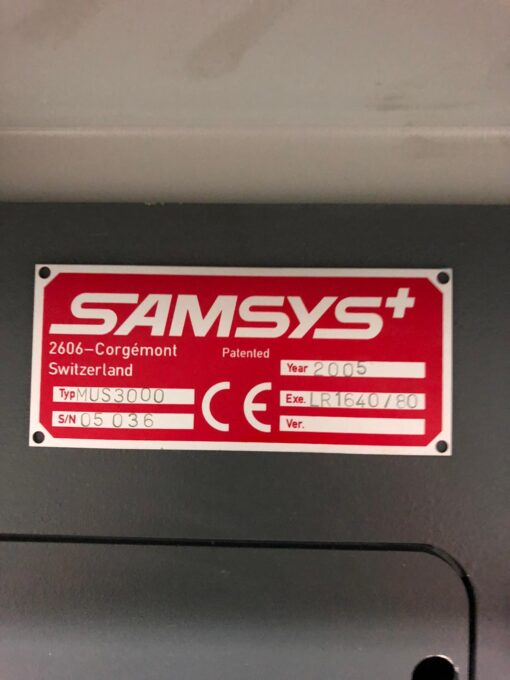 SAMSYS+
2606–Corgémont
Switzerland
Patented
Typ MUS3000
S/N 05 036
CE
Year 2005
Exe. LR1640/80
Ver.